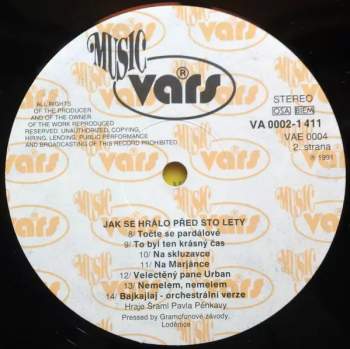 MUSIC
vars®
ALL RIGHTS
OF THE PRODUCER
AND OF THE OWNER
OF THE WORK REPRODUCED
RESERVED. UNAUTHORIZED, COPYING,
HIRING, LENDING, PUBLIC PERFORMANCE
AND BROADCASTING OF THIS RECORD PROHIBITED
STEREO
OSA BIEM
VA 0002-1 411
VAE 0004
2. strana
℗ 1991
JAK SE HRÁLO PŘED STO LETY
8/ Točte se pardálové
9/ To byl ten krásný čas
10/ Na skluzavce
11/ Na Marjánce
12/ Velectěný pane Urban
13/ Nemelem, nemelem
14/ Bajkajlaj - orchestrální verze
Hraje Šraml Pavla Pěnkavy
Pressed by Gramofonové závody,
Loděnice